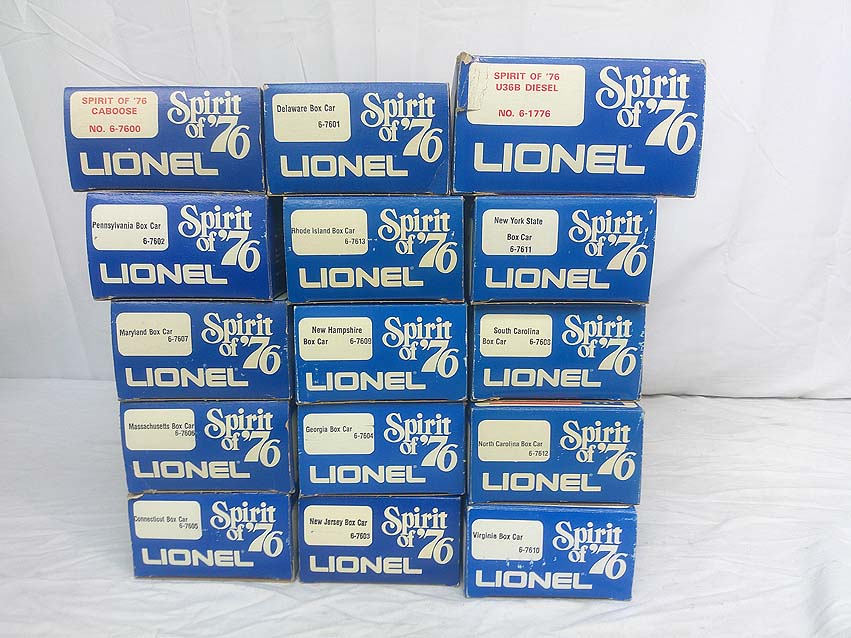 SPIRIT OF '76
CABOOSE
NO. 6-7600
Spirit
of '76
LIONEL
Delaware Box Car
6-7601
Spirit
of '76
LIONEL
SPIRIT OF '76
U36B DIESEL
NO. 6-1776
Spirit
of '76
LIONEL
Pennsylvania Box Car
6-7602
Spirit
of '76
LIONEL
Rhode Island Box Car
6-7613
Spirit
of '76
LIONEL
New York State
Box Car
6-7611
Spirit
of '76
LIONEL
Maryland Box Car
6-7607
Spirit
of '76
LIONEL
New Hampshire
Box Car 6-7609
Spirit
of '76
LIONEL
South Carolina
Box Car 6-7608
Spirit
of '76
LIONEL
Massachusetts Box Car
6-7606
Spirit
of '76
LIONEL
Georgia Box Car
6-7604
Spirit
of '76
LIONEL
North Carolina Box Car
6-7612
Spirit
of '76
LIONEL
Connecticut Box Car
6-7605
Spirit
of '76
LIONEL
New Jersey Box Car
6-7603
Spirit
of '76
LIONEL
Virginia Box Car
6-7610
Spirit
of '76
LIONEL